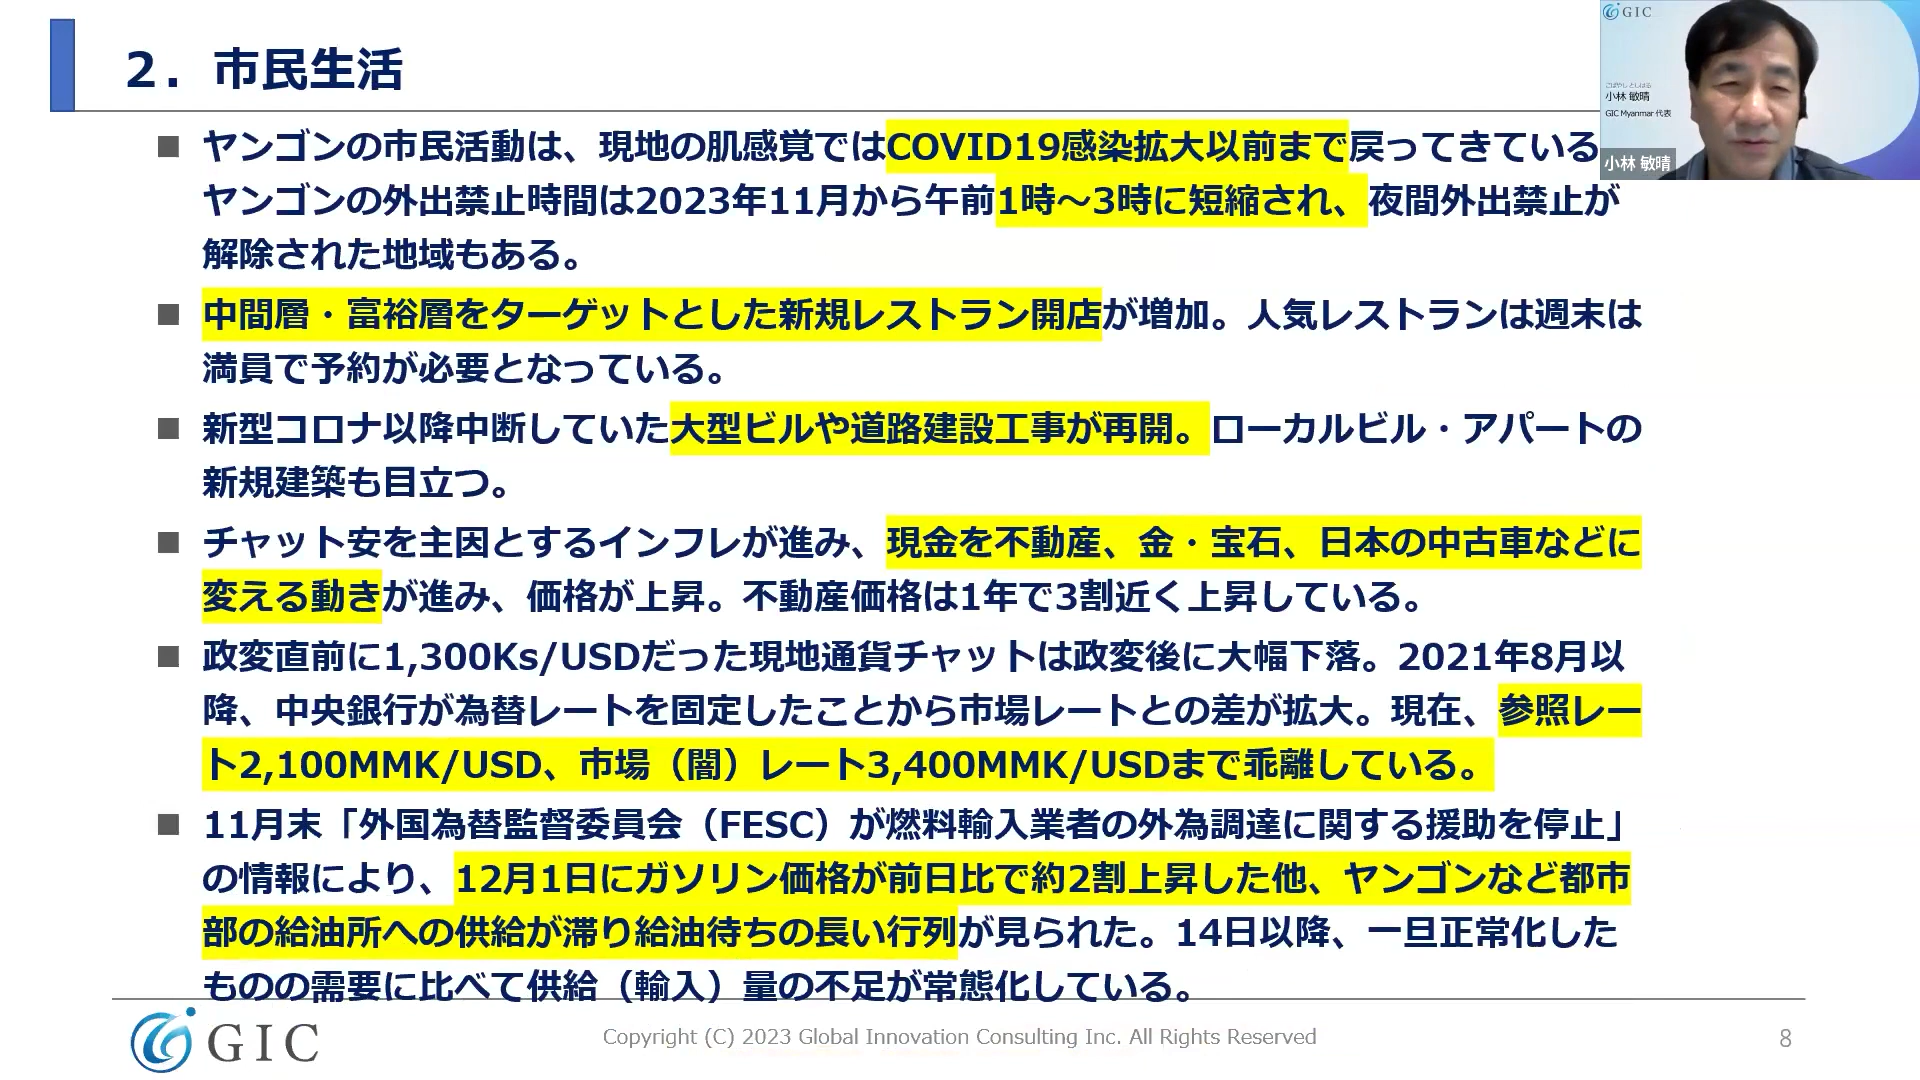 2．市民生活
ヤンゴンの市民活動は、現地の肌感覚ではCOVID19感染拡大以前まで戻ってきている
ヤンゴンの外出禁止時間は2023年11月から午前1時～3時に短縮され、夜間外出禁止が
解除された地域もある。
中間層・富裕層をターゲットとした新規レストラン開店が増加。人気レストランは週末は
満員で予約が必要となっている。
新型コロナ以降中断していた大型ビルや道路建設工事が再開。ローカルビル・アパートの
新規建築も目立つ。
チャット安を主因とするインフレが進み、現金を不動産、金・宝石、日本の中古車などに
変える動きが進み、価格が上昇。不動産価格は1年で3割近く上昇している。
政変直前に1,300Ks/USDだった現地通貨チャットは政変後に大幅下落。2021年8月以
降、中央銀行が為替レートを固定したことから市場レートとの差が拡大。現在、参照レー
ト2,100MMK/USD、市場（闇）レート3,400MMK/USDまで乖離している。
11月末「外国為替監督委員会（FESC）が燃料輸入業者の外為調達に関する援助を停止」
の情報により、12月1日にガソリン価格が前日比で約2割上昇した他、ヤンゴンなど都市
部の給油所への供給が滞り給油待ちの長い行列が見られた。14日以降、一旦正常化した
ものの需要に比べて供給（輸入）量の不足が常態化している。
GIC
こばやし としはる
小林 敏晴
GIC Myanmar 代表
小林 敏晴
GIC
Copyright (C) 2023 Global Innovation Consulting Inc. All Rights Reserved
8